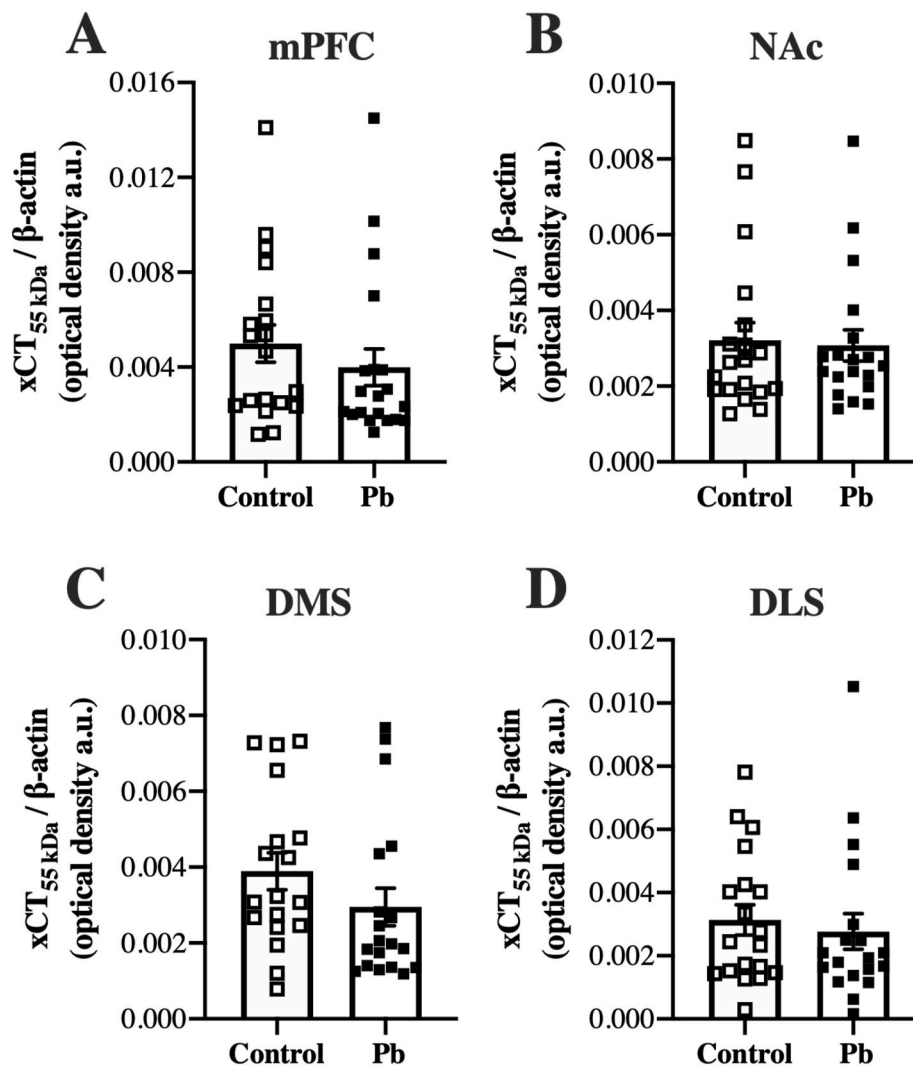 A
mPFC
xCT55 kDa / β-actin
(optical density a.u.)
0.016
0.012
0.008
0.004
0.000
Control
Pb
B
NAc
xCT55 kDa / β-actin
(optical density a.u.)
0.010
0.008
0.006
0.004
0.002
0.000
Control
Pb
C
DMS
xCT55 kDa / β-actin
(optical density a.u.)
0.010
0.008
0.006
0.004
0.002
0.000
Control
Pb
D
DLS
xCT55 kDa / β-actin
(optical density a.u.)
0.012
0.010
0.008
0.006
0.004
0.002
0.000
Control
Pb